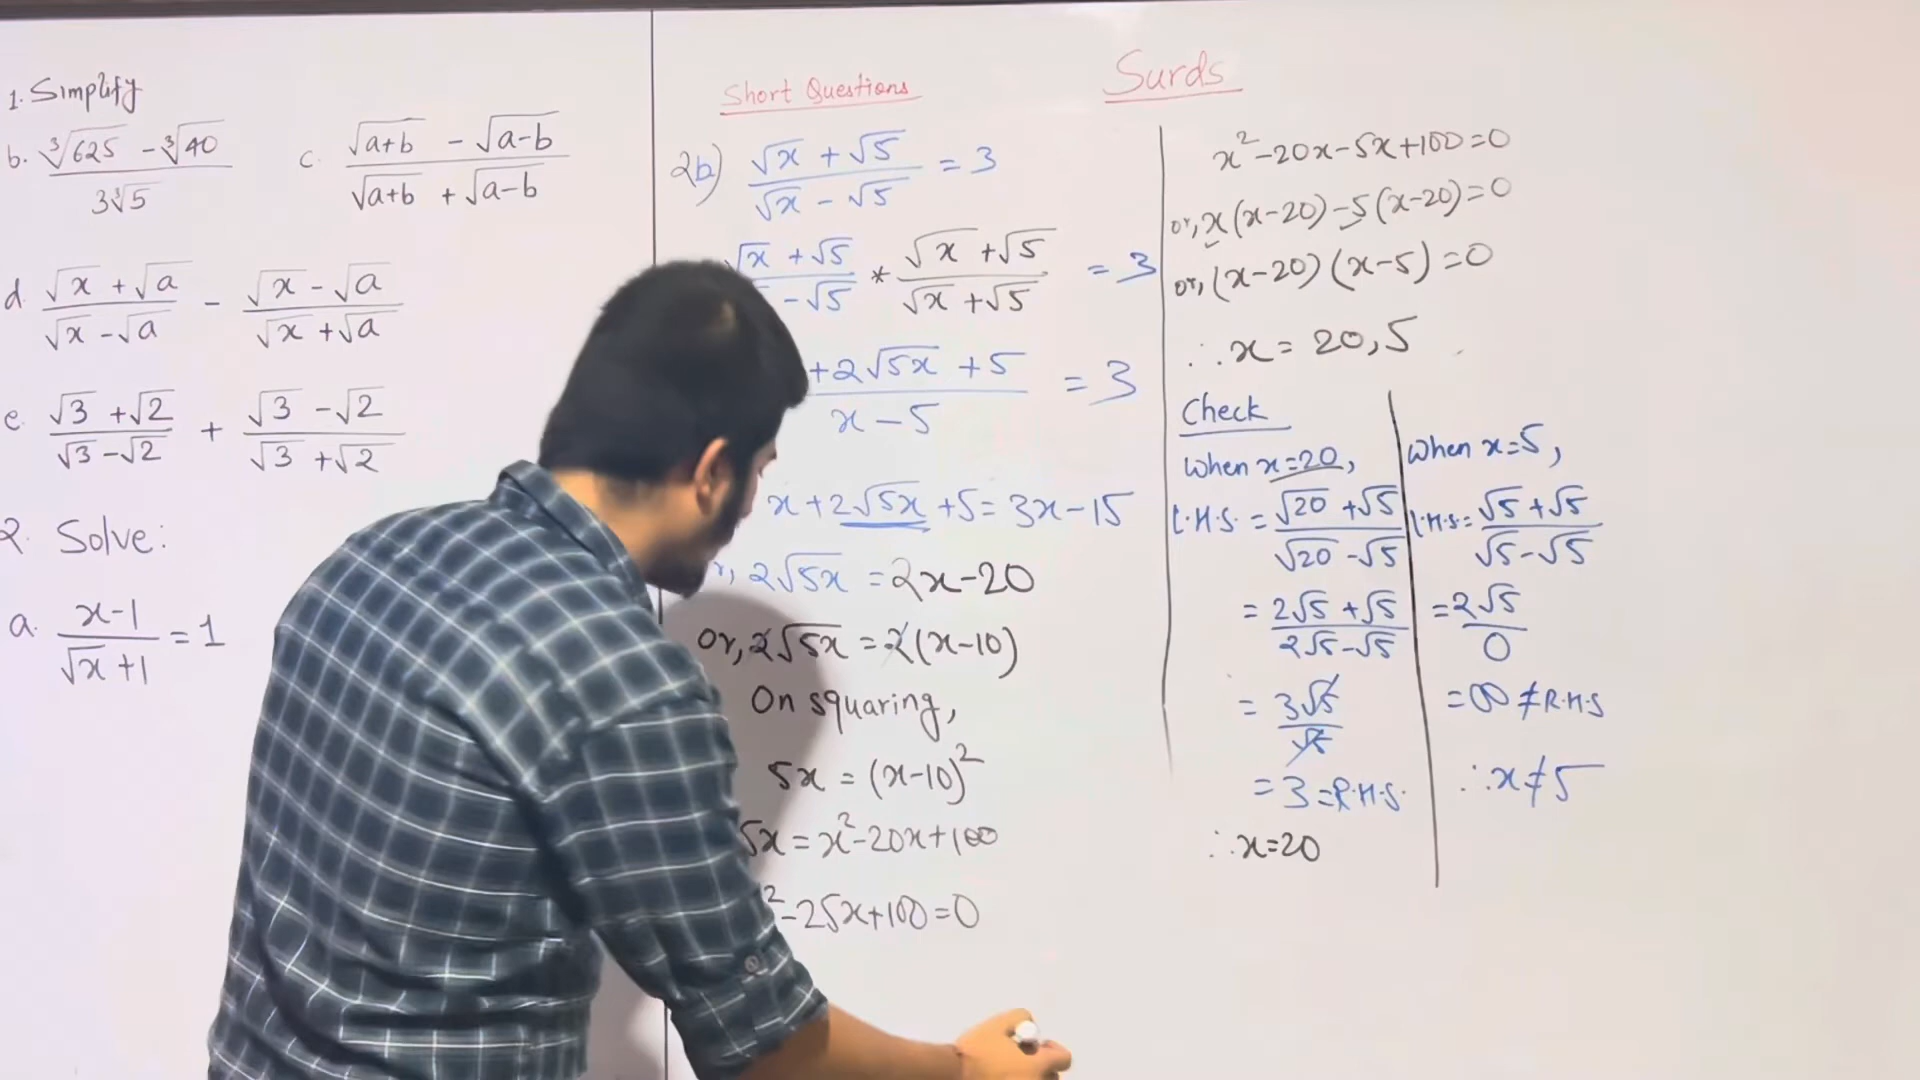 1. Simplify
b. (∛625 - ∛40)/(3∛5)
c. (√(a+b) - √(a-b))/(√(a+b) + √(a-b))
d. (√x + √a)/(√x - √a) - (√x - √a)/(√x + √a)
e. (√3 + √2)/(√3 - √2) + (√3 - √2)/(√3 + √2)
2. Solve:
a. (x-1)/(√x + 1) = 1
Short Questions
2b) (√x + √5)/(√x - √5) = 3
√x + √5 / - √5 * (√x + √5)/(√x + √5) = 3
+ 2√5x + 5 / x - 5 = 3
x + 2√5x + 5 = 3x - 15
2√5x = 2x - 20
or, 2√5x = 2(x-10)
On squaring,
5x = (x-10)²
5x = x² - 20x + 100
² - 25x + 100 = 0
Surds
x² - 20x - 5x + 100 = 0
or, x(x-20) - 5(x-20) = 0
or, (x-20)(x-5) = 0
∴ x = 20, 5
Check
When x = 20,
L.H.S. = (√20 + √5)/(√20 - √5)
= (2√5 + √5)/(2√5 - √5)
= 3√5/√5
= 3 = R.H.S.
∴ x = 20
When x = 5,
L.H.S. = (√5 + √5)/(√5 - √5)
= 2√5/0
= ∞ ≠ R.H.S
∴ x ≠ 5